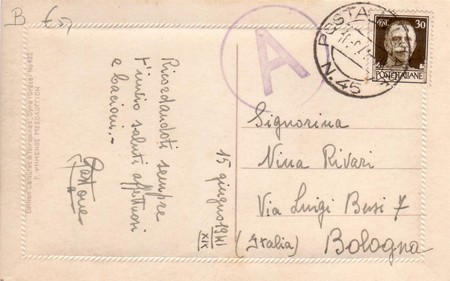 B
Ricordandoti sempre
t'invio saluti affettuosi
e bacioni.-
15 giugno 1941
XIX
A
POSTA
N. 45
30
POSTE ITALIANE
Signorina
Nina Rivari
Via Luigi Busi 7
(Italia) Bologna